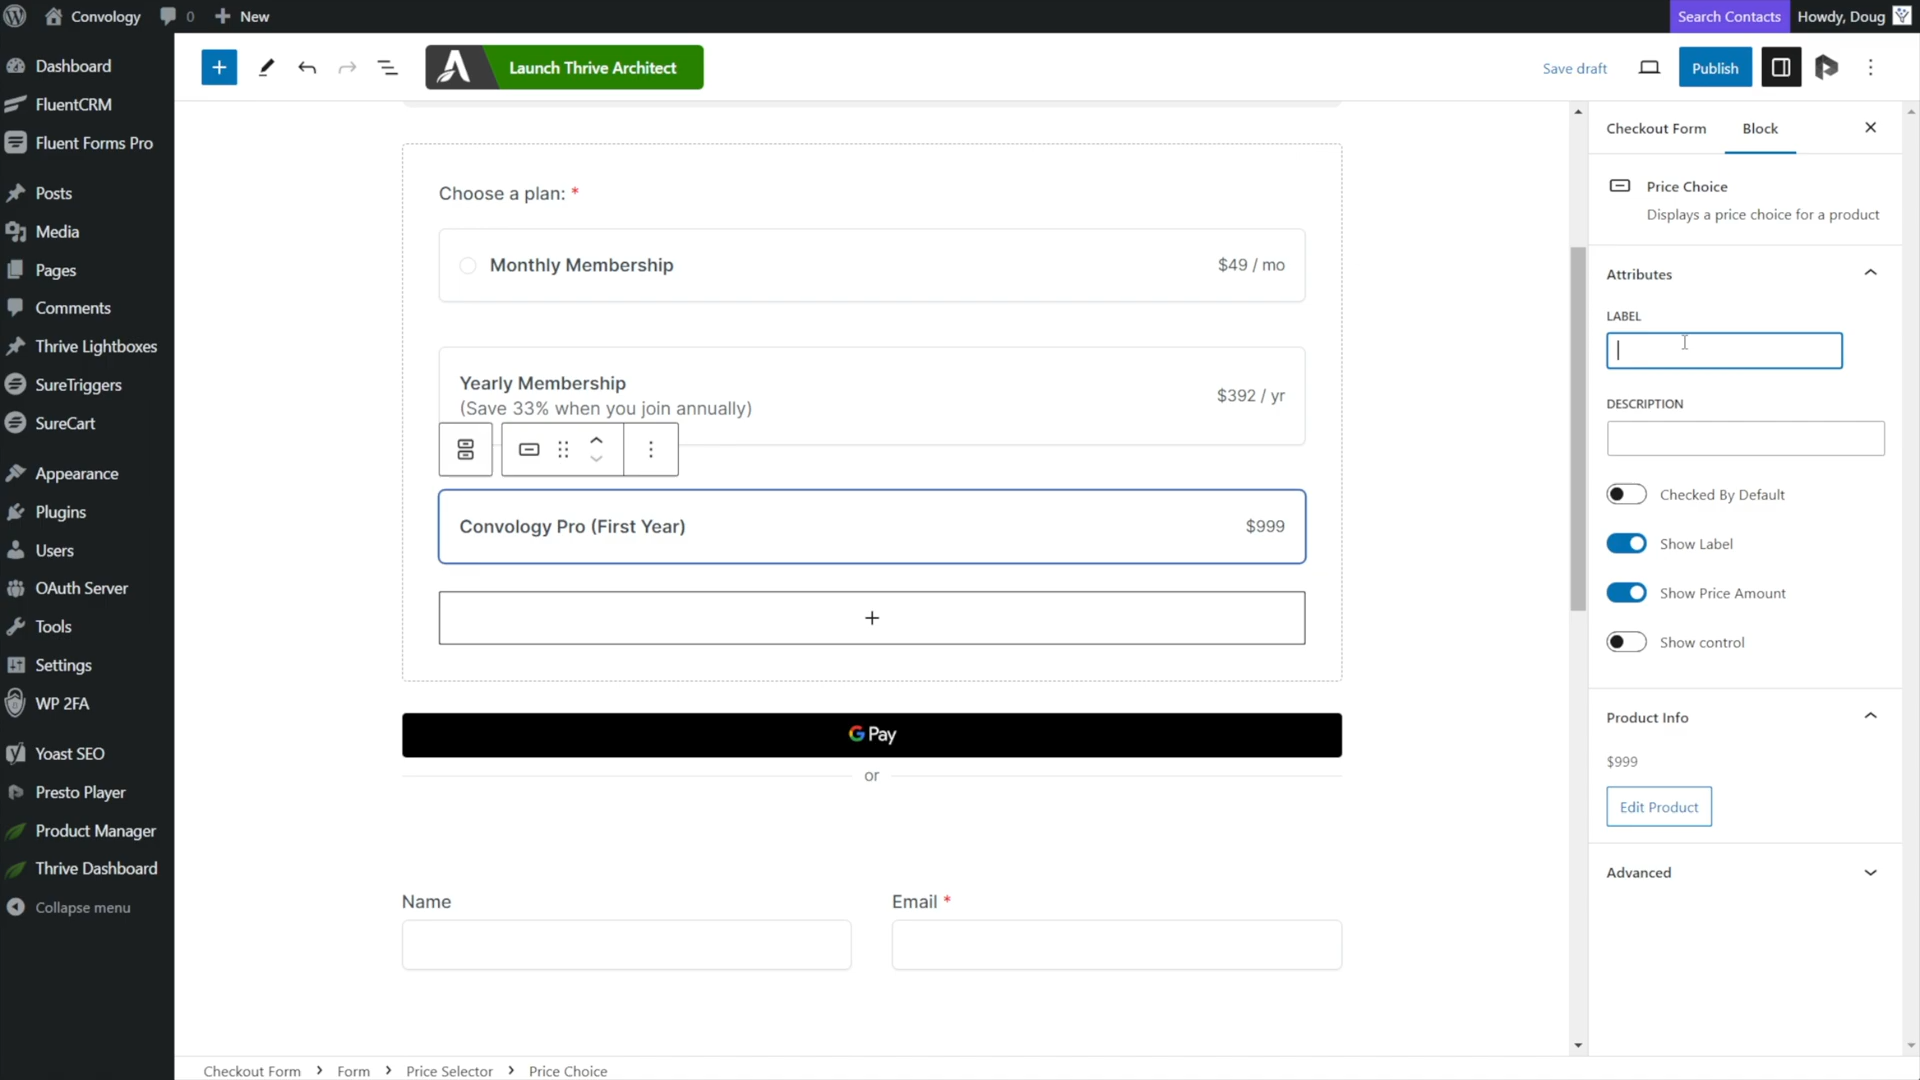 Convology
0
New
Search Contacts
Howdy, Doug
Dashboard
FluentCRM
Fluent Forms Pro
Posts
Media
Pages
Comments
Thrive Lightboxes
SureTriggers
SureCart
Appearance
Plugins
Users
OAuth Server
Tools
Settings
WP 2FA
Yoast SEO
Presto Player
Product Manager
Thrive Dashboard
Collapse menu
Launch Thrive Architect
Save draft
Publish
Choose a plan: *
Monthly Membership
$49 / mo
Yearly Membership
(Save 33% when you join annually)
$392 / yr
Convology Pro (First Year)
$999
G Pay
or
Name
Email *
Checkout Form
Block
Price Choice
Displays a price choice for a product
Attributes
LABEL
DESCRIPTION
Checked By Default
Show Label
Show Price Amount
Show control
Product Info
$999
Edit Product
Advanced
Checkout Form > Form > Price Selector > Price Choice